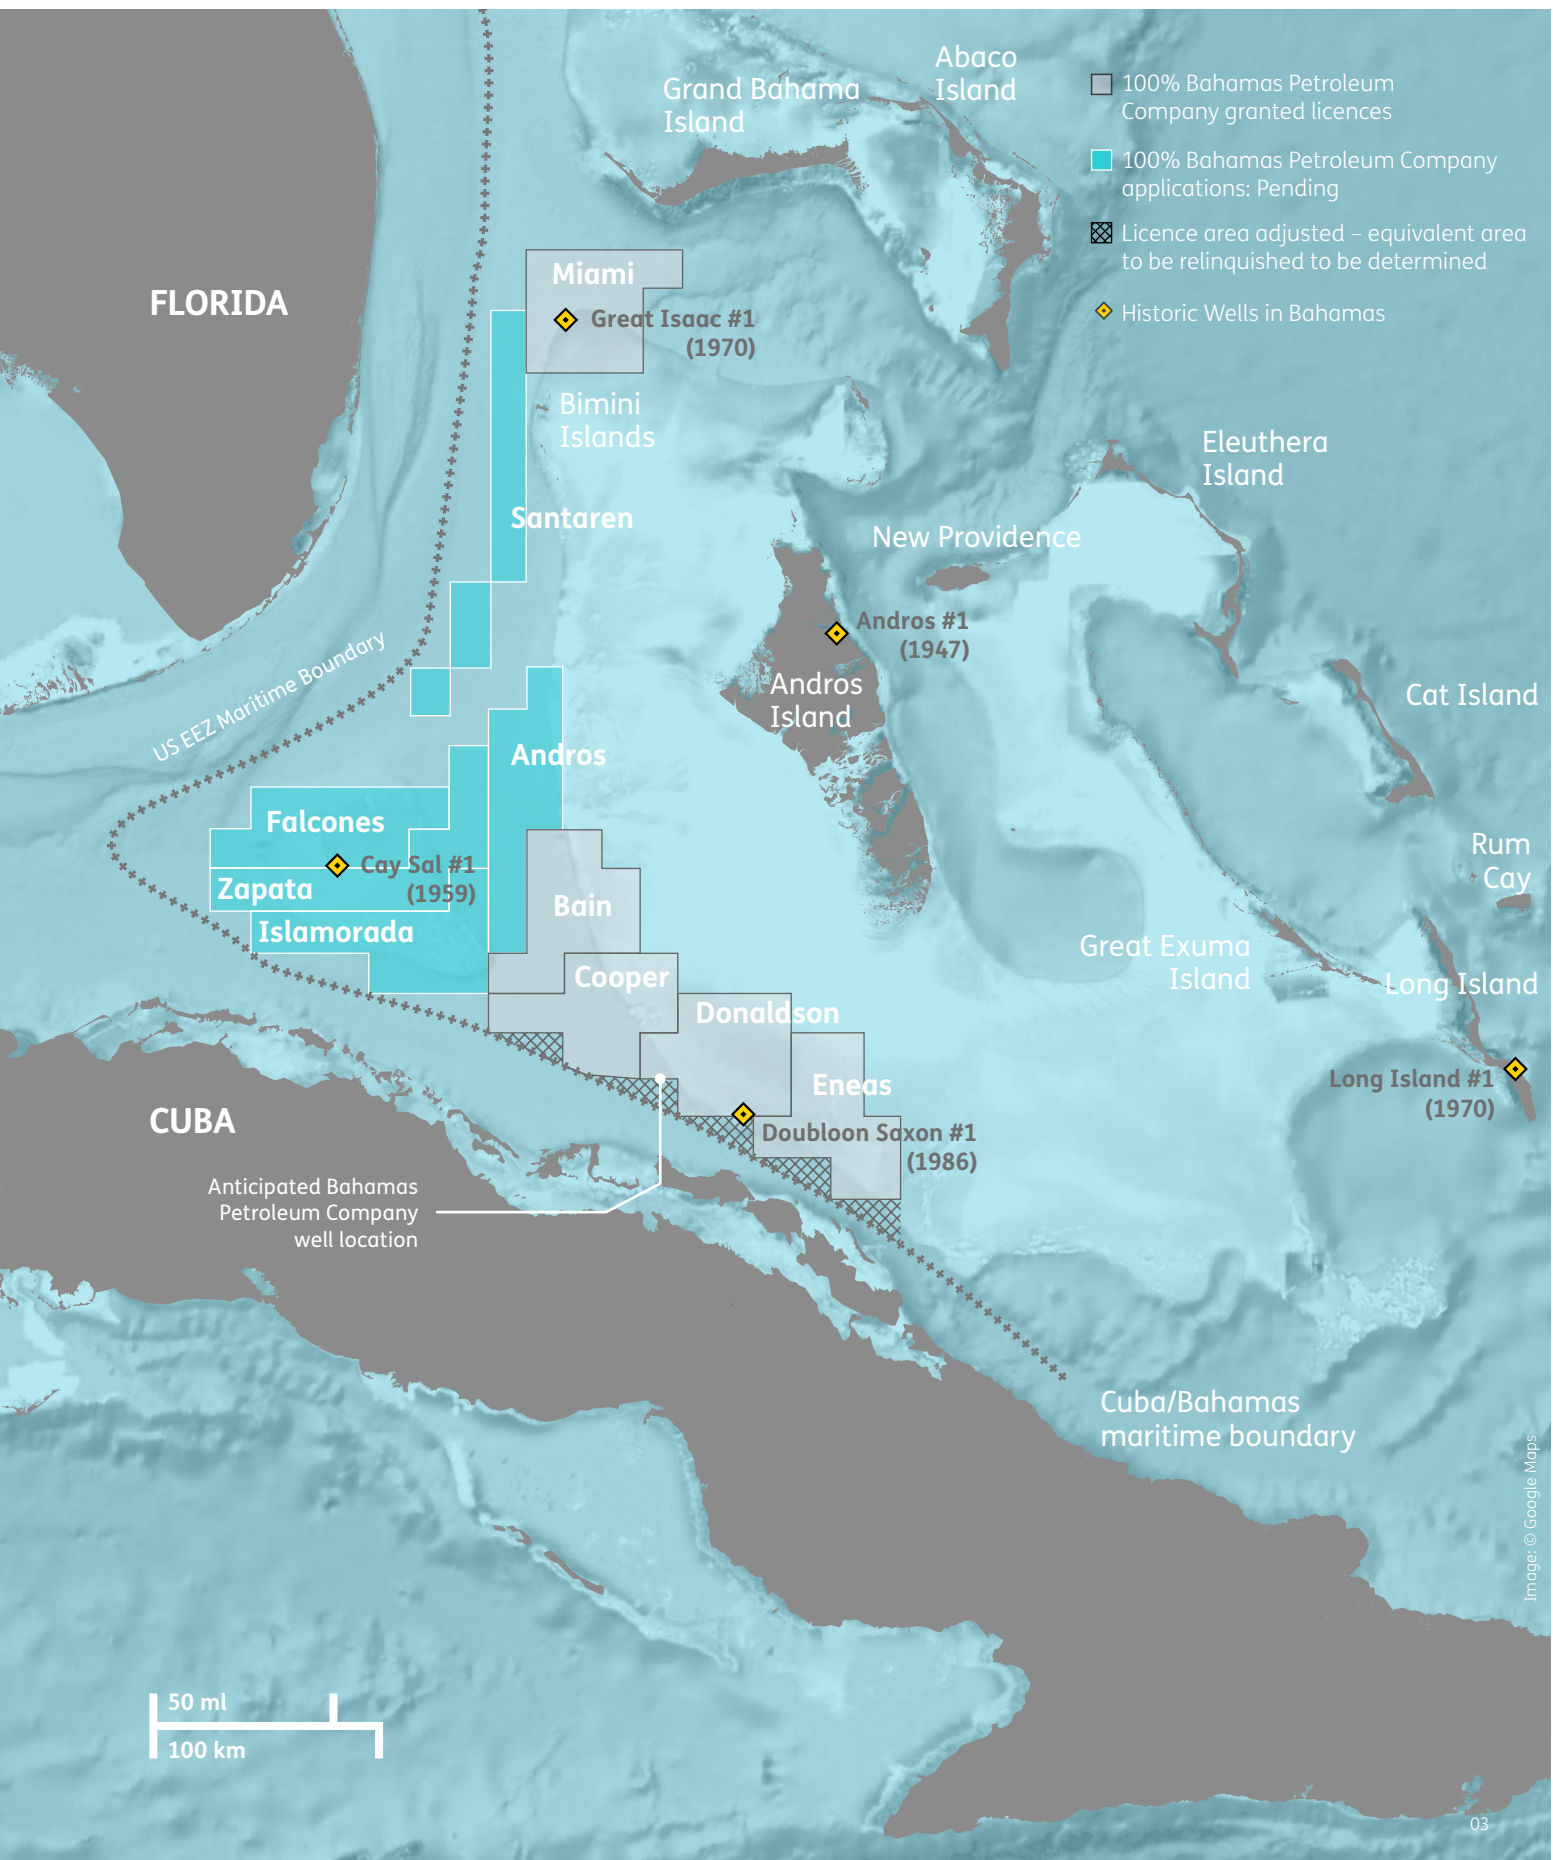 Abaco
Island
Grand Bahama
Island
100% Bahamas Petroleum
Company granted licences
100% Bahamas Petroleum Company
applications: Pending
Licence area adjusted – equivalent area
to be relinquished to be determined
Historic Wells in Bahamas
Miami
FLORIDA
Great Isaac #1
(1970)
Bimini
Islands
Eleuthera
Island
Santaren
New Providence
Andros #1
(1947)
US EEZ Maritime Boundary
Andros
Island
Cat Island
Andros
Falcones
Cay Sal #1
(1959)
Zapata
Islamorada
Rum
Cay
Bain
Great Exuma
Island
Cooper
Long Island
Donaldson
Eneas
Long Island #1
(1970)
CUBA
Doubloon Saxon #1
(1986)
Anticipated Bahamas
Petroleum Company
well location
Cuba/Bahamas
maritime boundary
Image: © Google Maps
50 ml
100 km
03